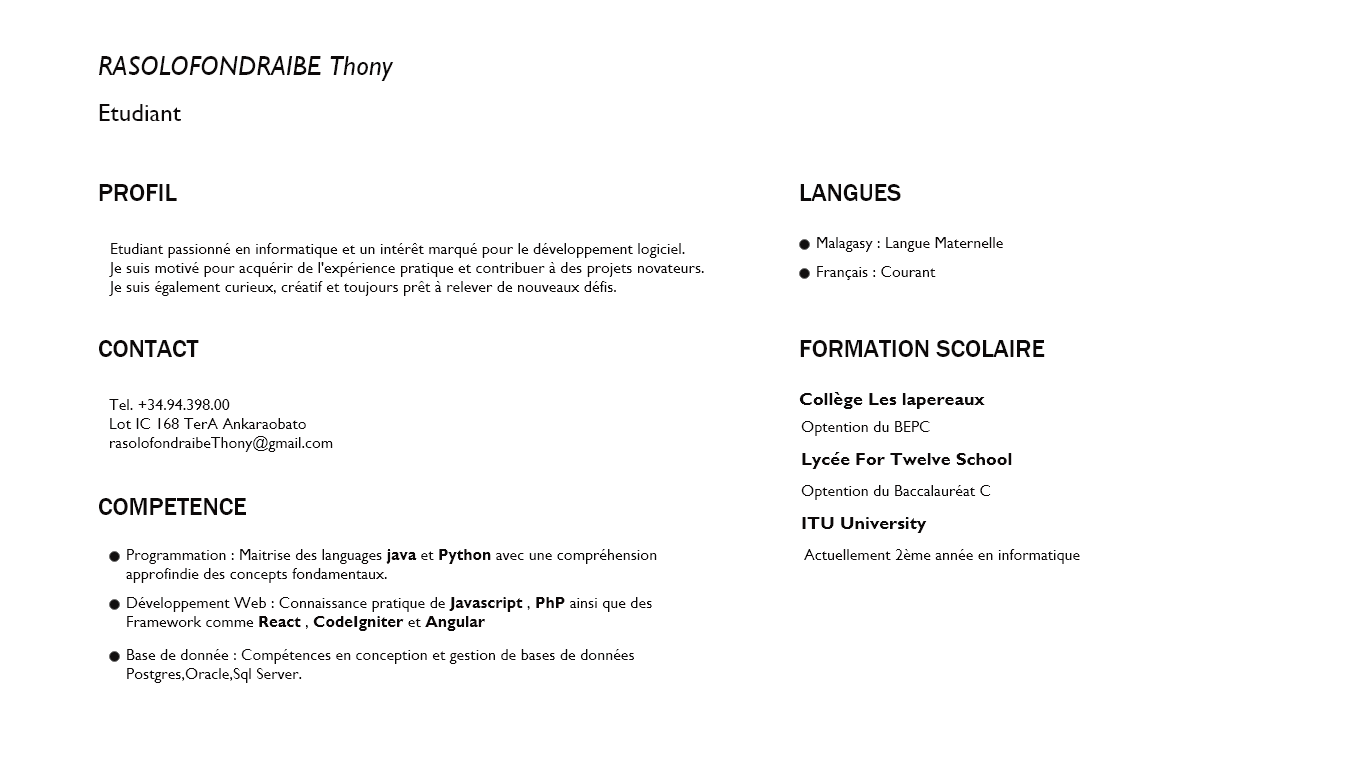 RASOLOFONDRAIBE Thony
Etudiant
PROFIL
Etudiant passionné en informatique et un intérêt marqué pour le développement logiciel.
Je suis motivé pour acquérir de l'expérience pratique et contribuer à des projets novateurs.
Je suis également curieux, créatif et toujours prêt à relever de nouveaux défis.
CONTACT
Tel. +34.94.398.00
Lot IC 168 TerA Ankaraobato
rasolofondraibeThony@gmail.com
COMPETENCE
● Programmation : Maitrise des languages java et Python avec une compréhension
approfindie des concepts fondamentaux.
● Développement Web : Connaissance pratique de Javascript , PhP ainsi que des
Framework comme React , CodeIgniter et Angular
● Base de donnée : Compétences en conception et gestion de bases de données
Postgres,Oracle,Sql Server.
LANGUES
● Malagasy : Langue Maternelle
● Français : Courant
FORMATION SCOLAIRE
Collège Les lapereaux
Optention du BEPC
Lycée For Twelve School
Optention du Baccalauréat C
ITU University
Actuellement 2ème année en informatique